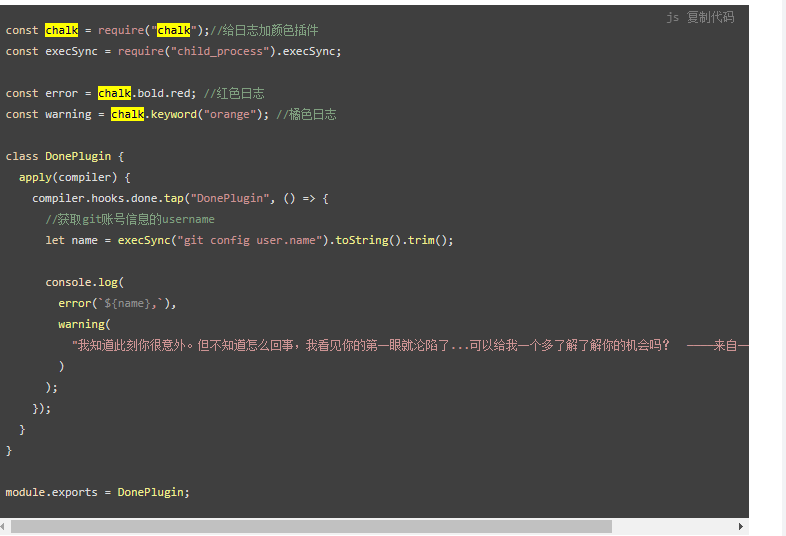 js 复制代码
const chalk = require("chalk");//给日志加颜色插件
const execSync = require("child_process").execSync;
const error = chalk.bold.red; //红色日志
const warning = chalk.keyword("orange"); //橘色日志
class DonePlugin {
apply(compiler) {
compiler.hooks.done.tap("DonePlugin", () => {
//获取git账号信息的username
let name = execSync("git config user.name").toString().trim();
console.log(
error(`${name},`),
warning(
"我知道此刻你很意外。但不知道怎么回事，我看见你的第一眼就沦陷了...可以给我一个多了解了解你的机会吗？ ————来自一
)
);
});
}
}
module.exports = DonePlugin;